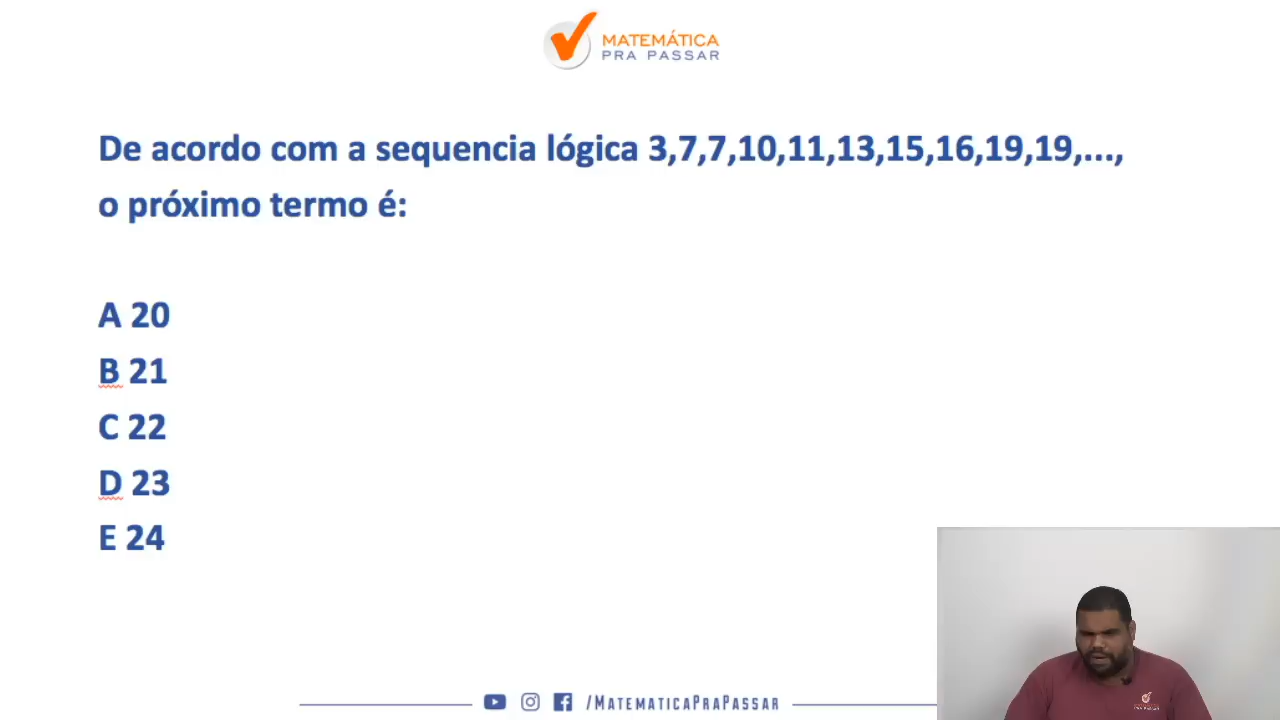 MATEMÁTICA
PRA PASSAR
De acordo com a sequencia lógica 3,7,7,10,11,13,15,16,19,19,...,
o próximo termo é:
A 20
B 21
C 22
D 23
E 24
/MATEMATICAPRAPASSAR